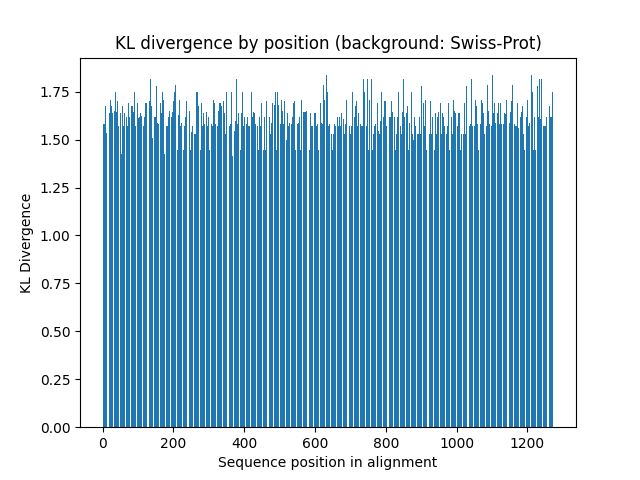 KL divergence by position (background: Swiss-Prot)
KL Divergence
1.75
1.50
1.25
1.00
0.75
0.50
0.25
0.00
0 200 400 600 800 1000 1200
Sequence position in alignment